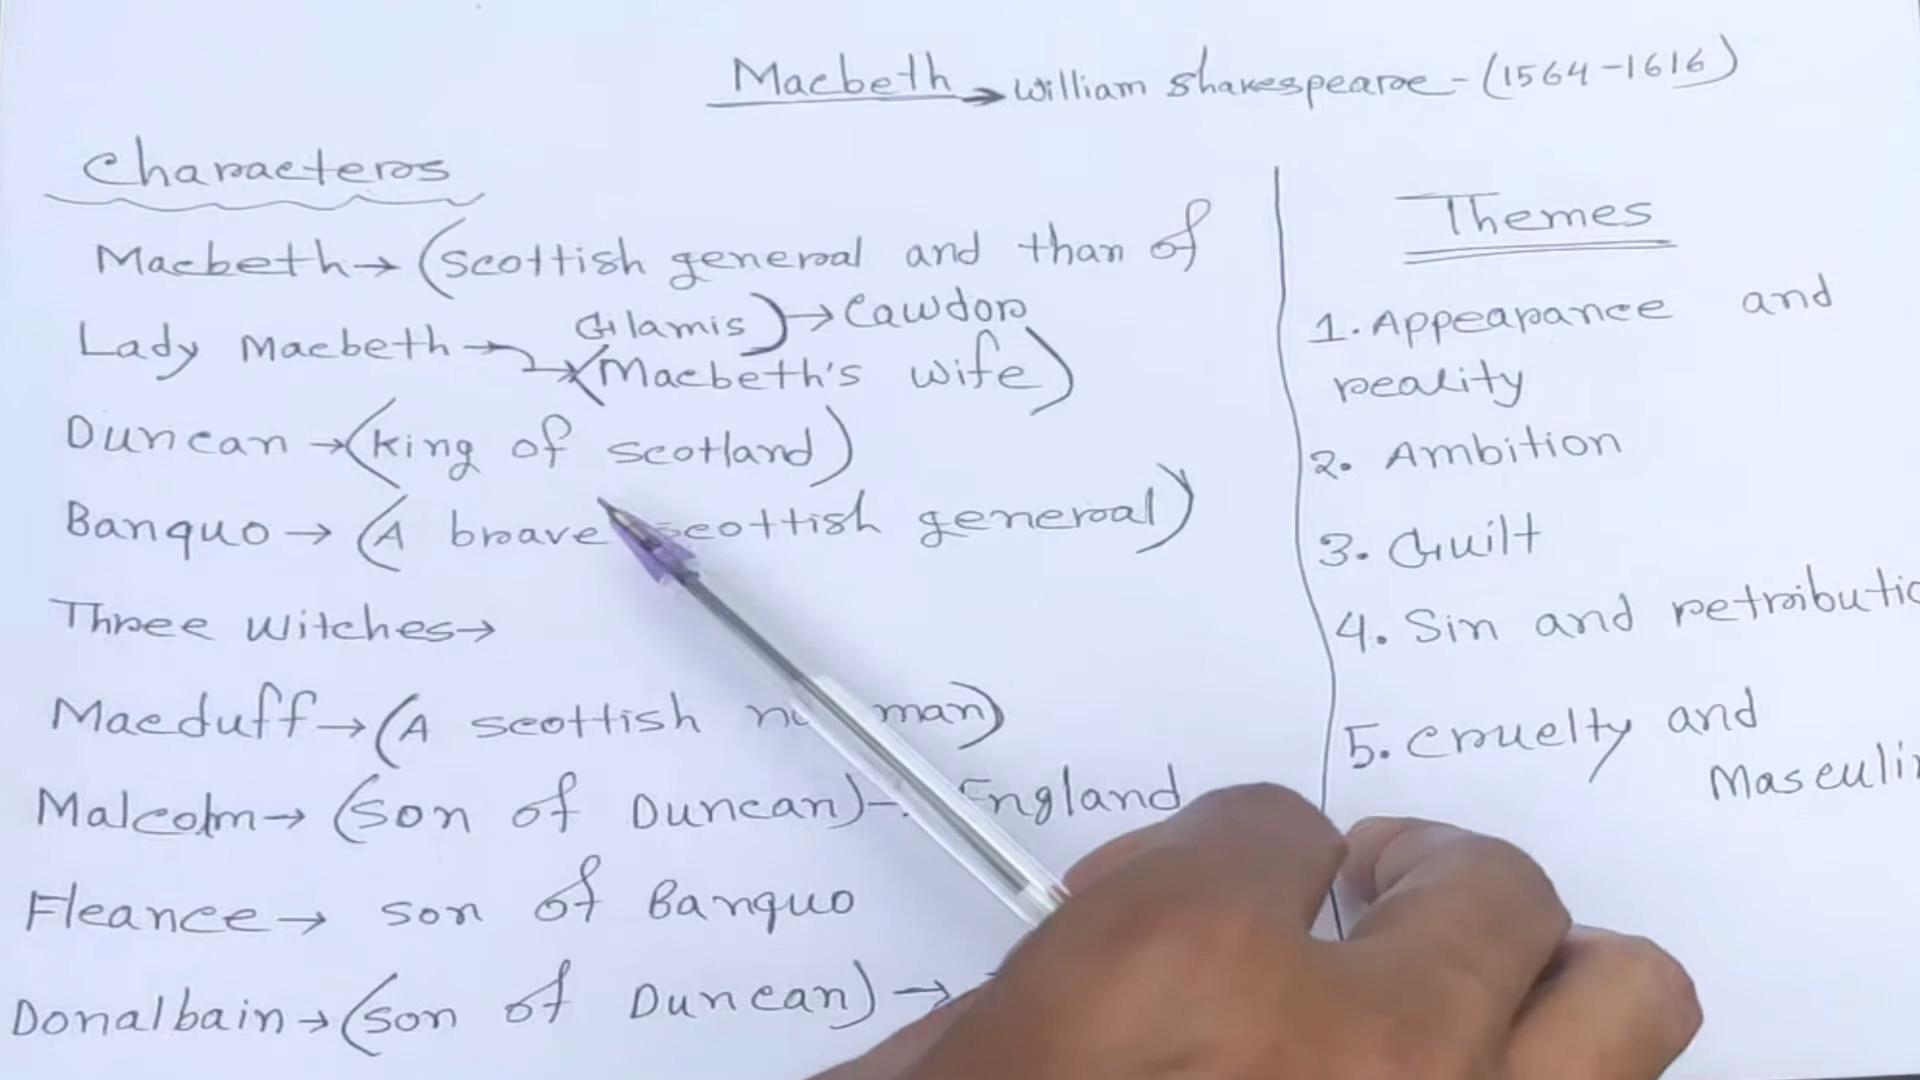 Macbeth → William Shakespeare - (1564-1616)
Characters
Macbeth → (Scottish general and than of
Glamis) → Cawdor
Lady Macbeth → (Macbeth's wife)
Duncan → (King of Scotland)
Banquo → (A brave Scottish general)
Three Witches →
Macduff → (A Scottish man)
Malcolm → (son of Duncan) - England
Fleance → son of Banquo
Donalbain → (son of Duncan) →
Themes
1. Appearance and
reality
2. Ambition
3. Guilt
4. Sin and retributio
5. Cruelty and
Masculi